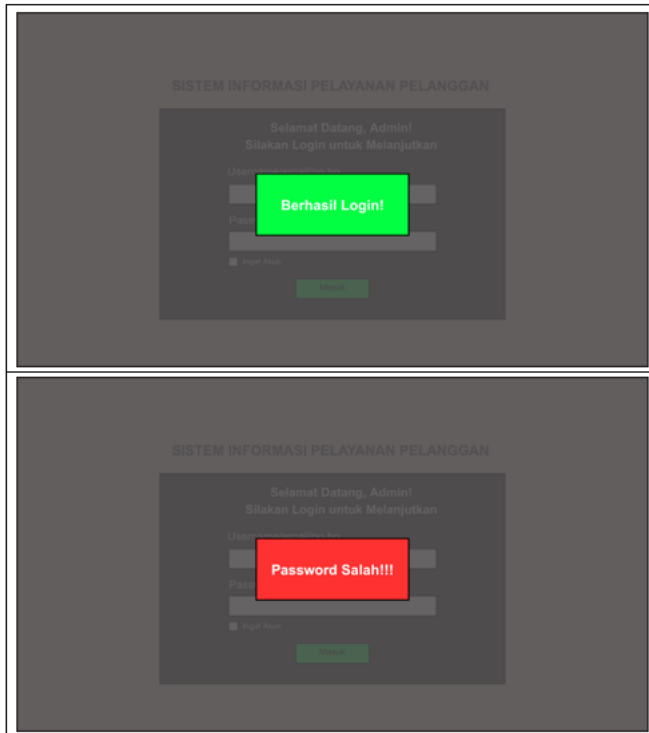 SISTEM INFORMASI PELAYANAN PELANGGAN
Selamat Datang, Admin!
Silakan Login untuk Melanjutkan
Berhasil Login!
Ingat Akun
Masuk
SISTEM INFORMASI PELAYANAN PELANGGAN
Selamat Datang, Admin!
Silakan Login untuk Melanjutkan
Password Salah!!!
Ingat Akun
Masuk